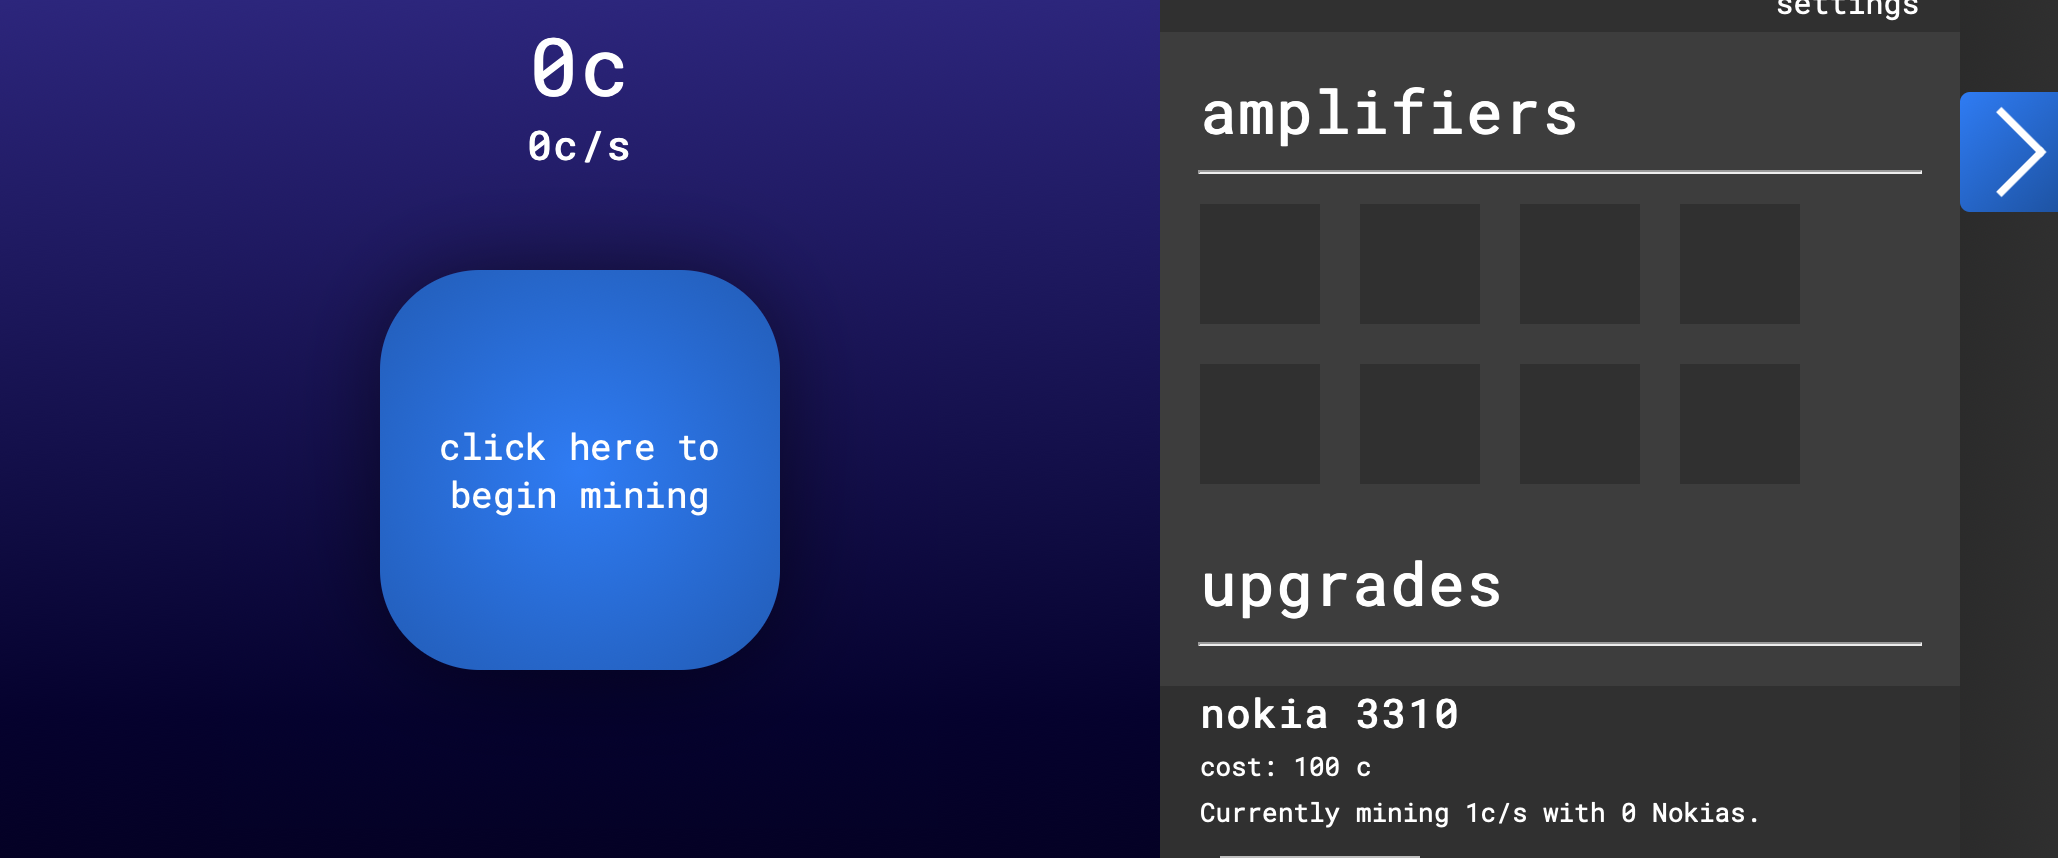 0c
0c/s
click here to
begin mining
settings
amplifiers
upgrades
nokia 3310
cost: 100 c
Currently mining 1c/s with 0 Nokias.